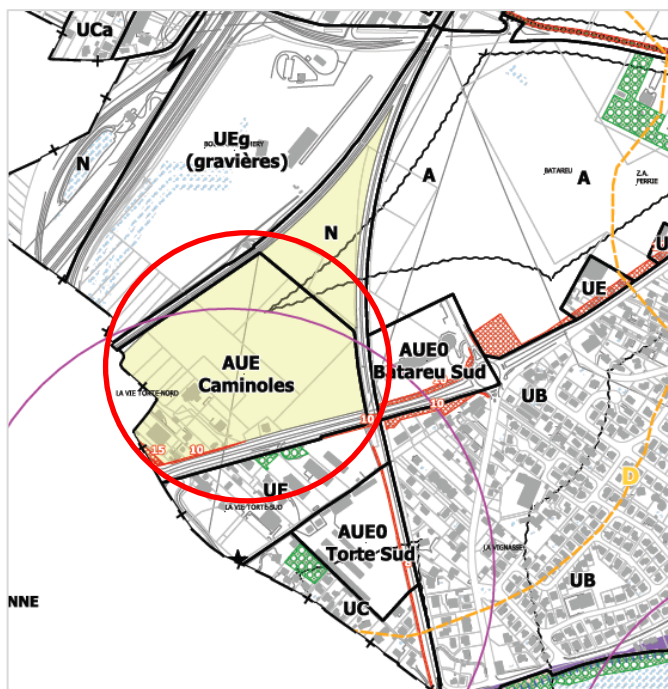 UCa
UEg
(gravières)
N
A
BATAREU
A
Z.A.
FERRIE
N
UE
AUE0
Batareu Sud
AUE
Caminoles
LA VIE TORTE-NORD
UB
10
10
15
10
D
LA VIE TORTE-SUD
AUE0
Torte Sud
LA VIGNASSE
UB
UC
NNE